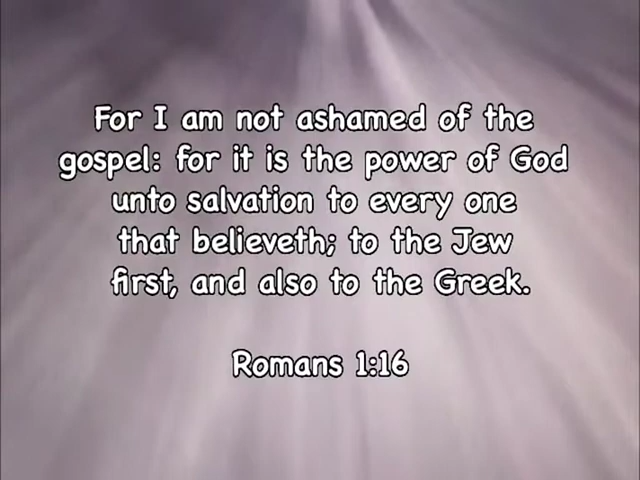 For I am not ashamed of the
gospel: for it is the power of God
unto salvation to every one
that believeth; to the Jew
first, and also to the Greek.
Romans 1:16